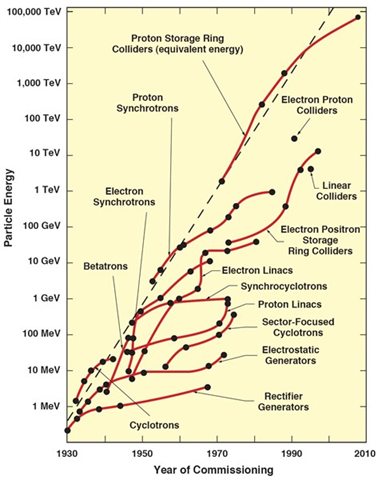 100,000 TeV
10,000 TeV
1,000 TeV
100 TeV
10 TeV
1 TeV
100 GeV
10 GeV
1 GeV
100 MeV
10 MeV
1 MeV
Particle Energy
Proton Storage Ring
Colliders (equivalent energy)
Proton
Synchrotrons
Electron Proton
Colliders
Electron
Synchrotrons
Linear
Colliders
Electron Positron
Storage
Ring Colliders
Betatrons
Electron Linacs
Synchrocyclotrons
Proton Linacs
Sector-Focused
Cyclotrons
Electrostatic
Generators
Rectifier
Generators
Cyclotrons
1930
1950
1970
1990
2010
Year of Commissioning